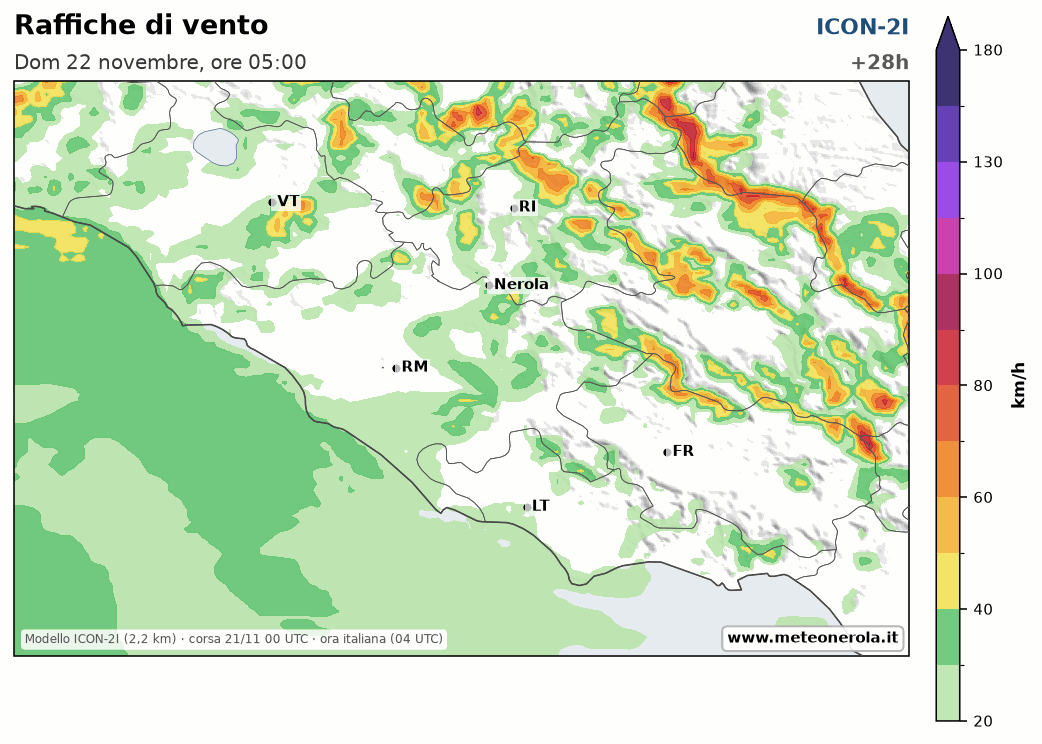 Raffiche di vento
ICON-2I
Dom 22 novembre, ore 05:00
+28h
VT
RI
Nerola
RM
FR
LT
Modello ICON-2I (2,2 km) · corsa 21/11 00 UTC · ora italiana (04 UTC)
www.meteonerola.it
180
130
100
80
60
40
20
km/h